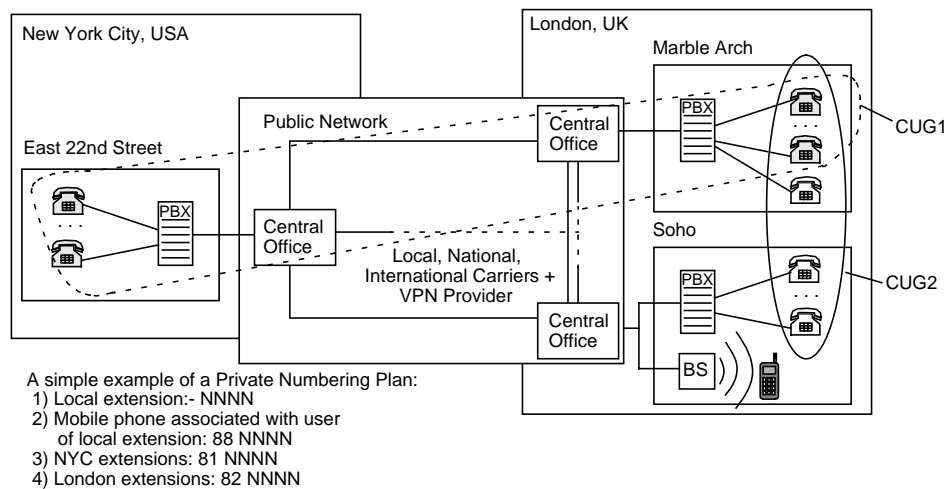 New York City, USA
London, UK
Marble Arch
PBX
. . .
CUG1
Public Network
Central
Office
East 22nd Street
PBX
. . .
Central
Office
Local, National,
International Carriers +
VPN Provider
Soho
PBX
. . .
CUG2
Central
Office
BS
A simple example of a Private Numbering Plan:
1) Local extension:- NNNN
2) Mobile phone associated with user
of local extension: 88 NNNN
3) NYC extensions: 81 NNNN
4) London extensions: 82 NNNN